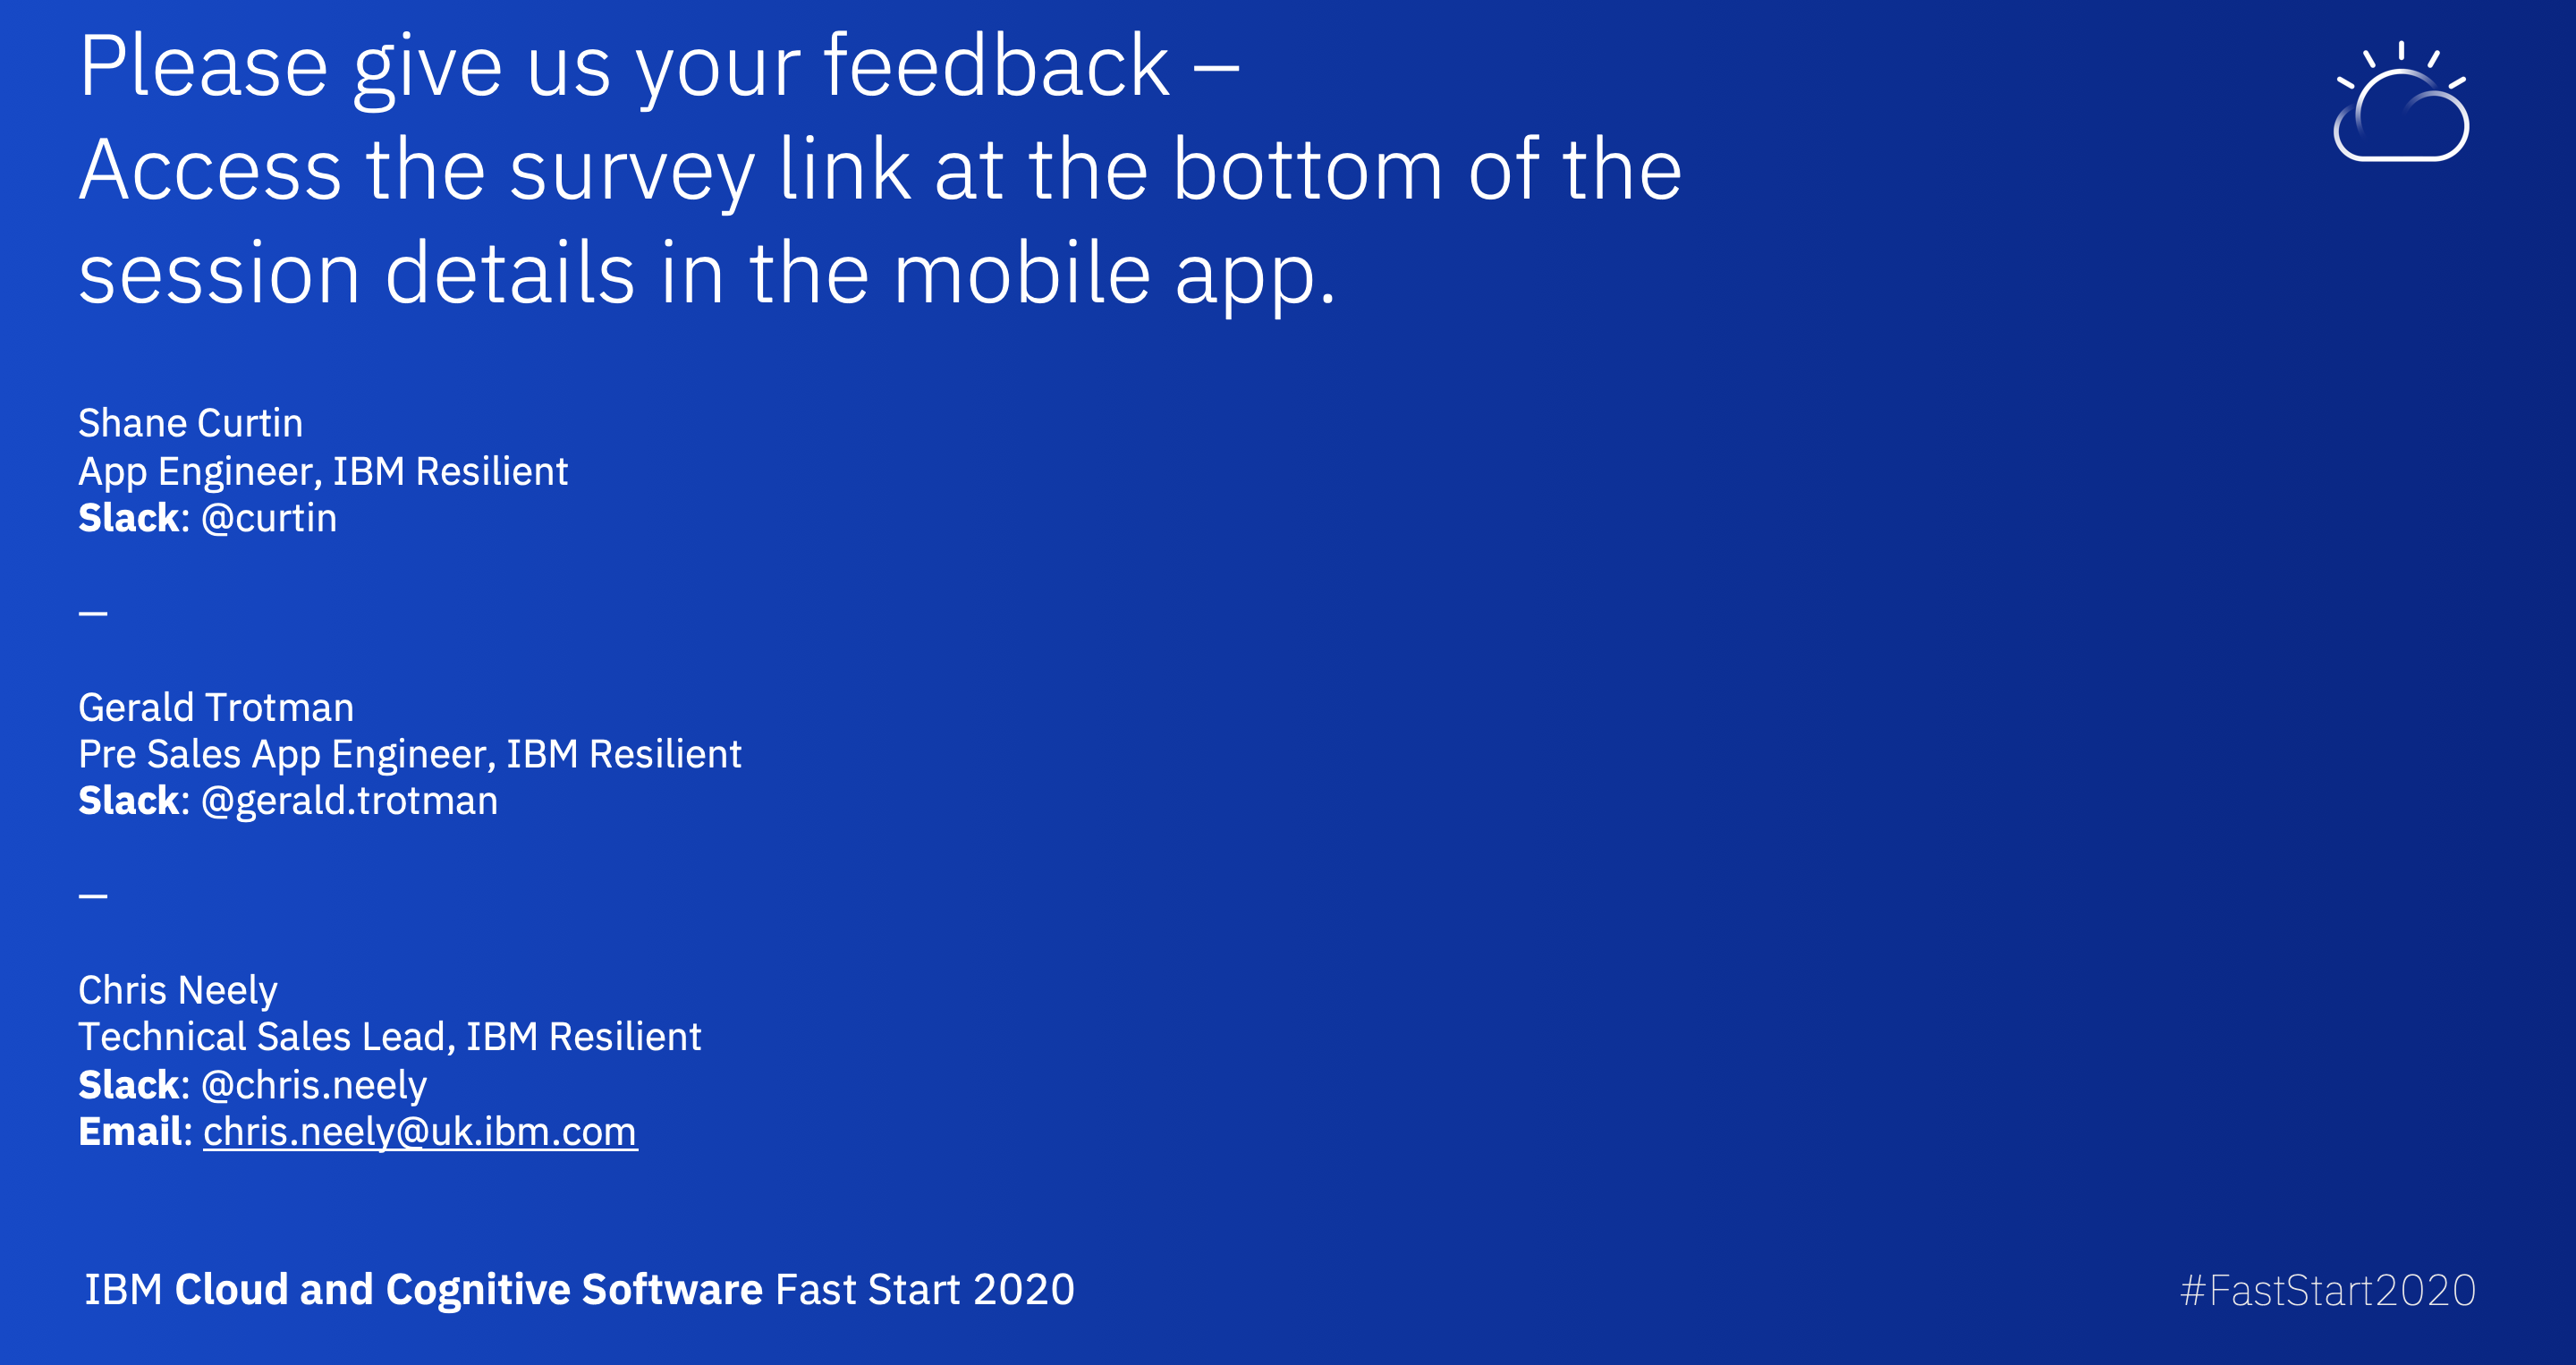 Please give us your feedback –
Access the survey link at the bottom of the
session details in the mobile app.
Shane Curtin
App Engineer, IBM Resilient
Slack: @curtin
—
Gerald Trotman
Pre Sales App Engineer, IBM Resilient
Slack: @gerald.trotman
—
Chris Neely
Technical Sales Lead, IBM Resilient
Slack: @chris.neely
Email: chris.neely@uk.ibm.com
IBM Cloud and Cognitive Software Fast Start 2020
#FastStart2020